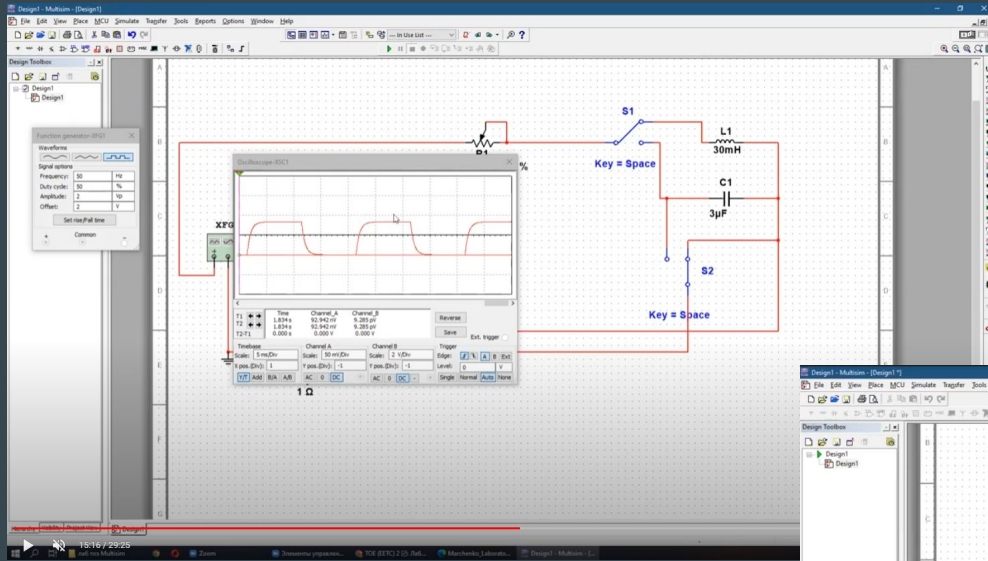 Design1 - Multisim - [Design1]
File Edit View Place MCU Simulate Transfer Tools Reports Options Window Help
--- In Use List ---
Design Toolbox
Design1
Design1
Function generator-XFG1
Waveforms
Signal options
Frequency: 50 Hz
Duty cycle: 50 %
Amplitude: 2 Vp
Offset: 2 V
Set rise/Fall time
+ Common -
XFG
Oscilloscope-XSC1
T1
T2
T2-T1
Time Channel_A Channel_B
1.834 s 92.942 mV 9.285 pV
1.834 s 92.942 mV 9.285 pV
0.000 s 0.000 V 0.000 V
Reverse
Save
Ext. trigger
Timebase
Scale: 5 ms/Div
X pos.(Div): 1
Y/T Add B/A A/B
Channel A
Scale: 50 mV/Div
Y pos.(Div): -1
AC 0 DC
Channel B
Scale: 2 V/Div
Y pos.(Div): -1
AC 0 DC -
Trigger
Edge: A B Ext
Level: 0 V
Single Normal Auto None
1 Ω
%
S1
Key = Space
L1
30mH
C1
3µF
S2
Key = Space
A
B
C
D
F
G
A
B
C
D
Design1 - Multisim - [Design1 *]
File Edit View Place MCU Simulate Transfer Tools
Design Toolbox
Design1
Design1
B
C
Design1
15:16 / 29:25
Zoom
Элементы управлен...
Marchenko_Laborato...
Design1 - Multisim - [...